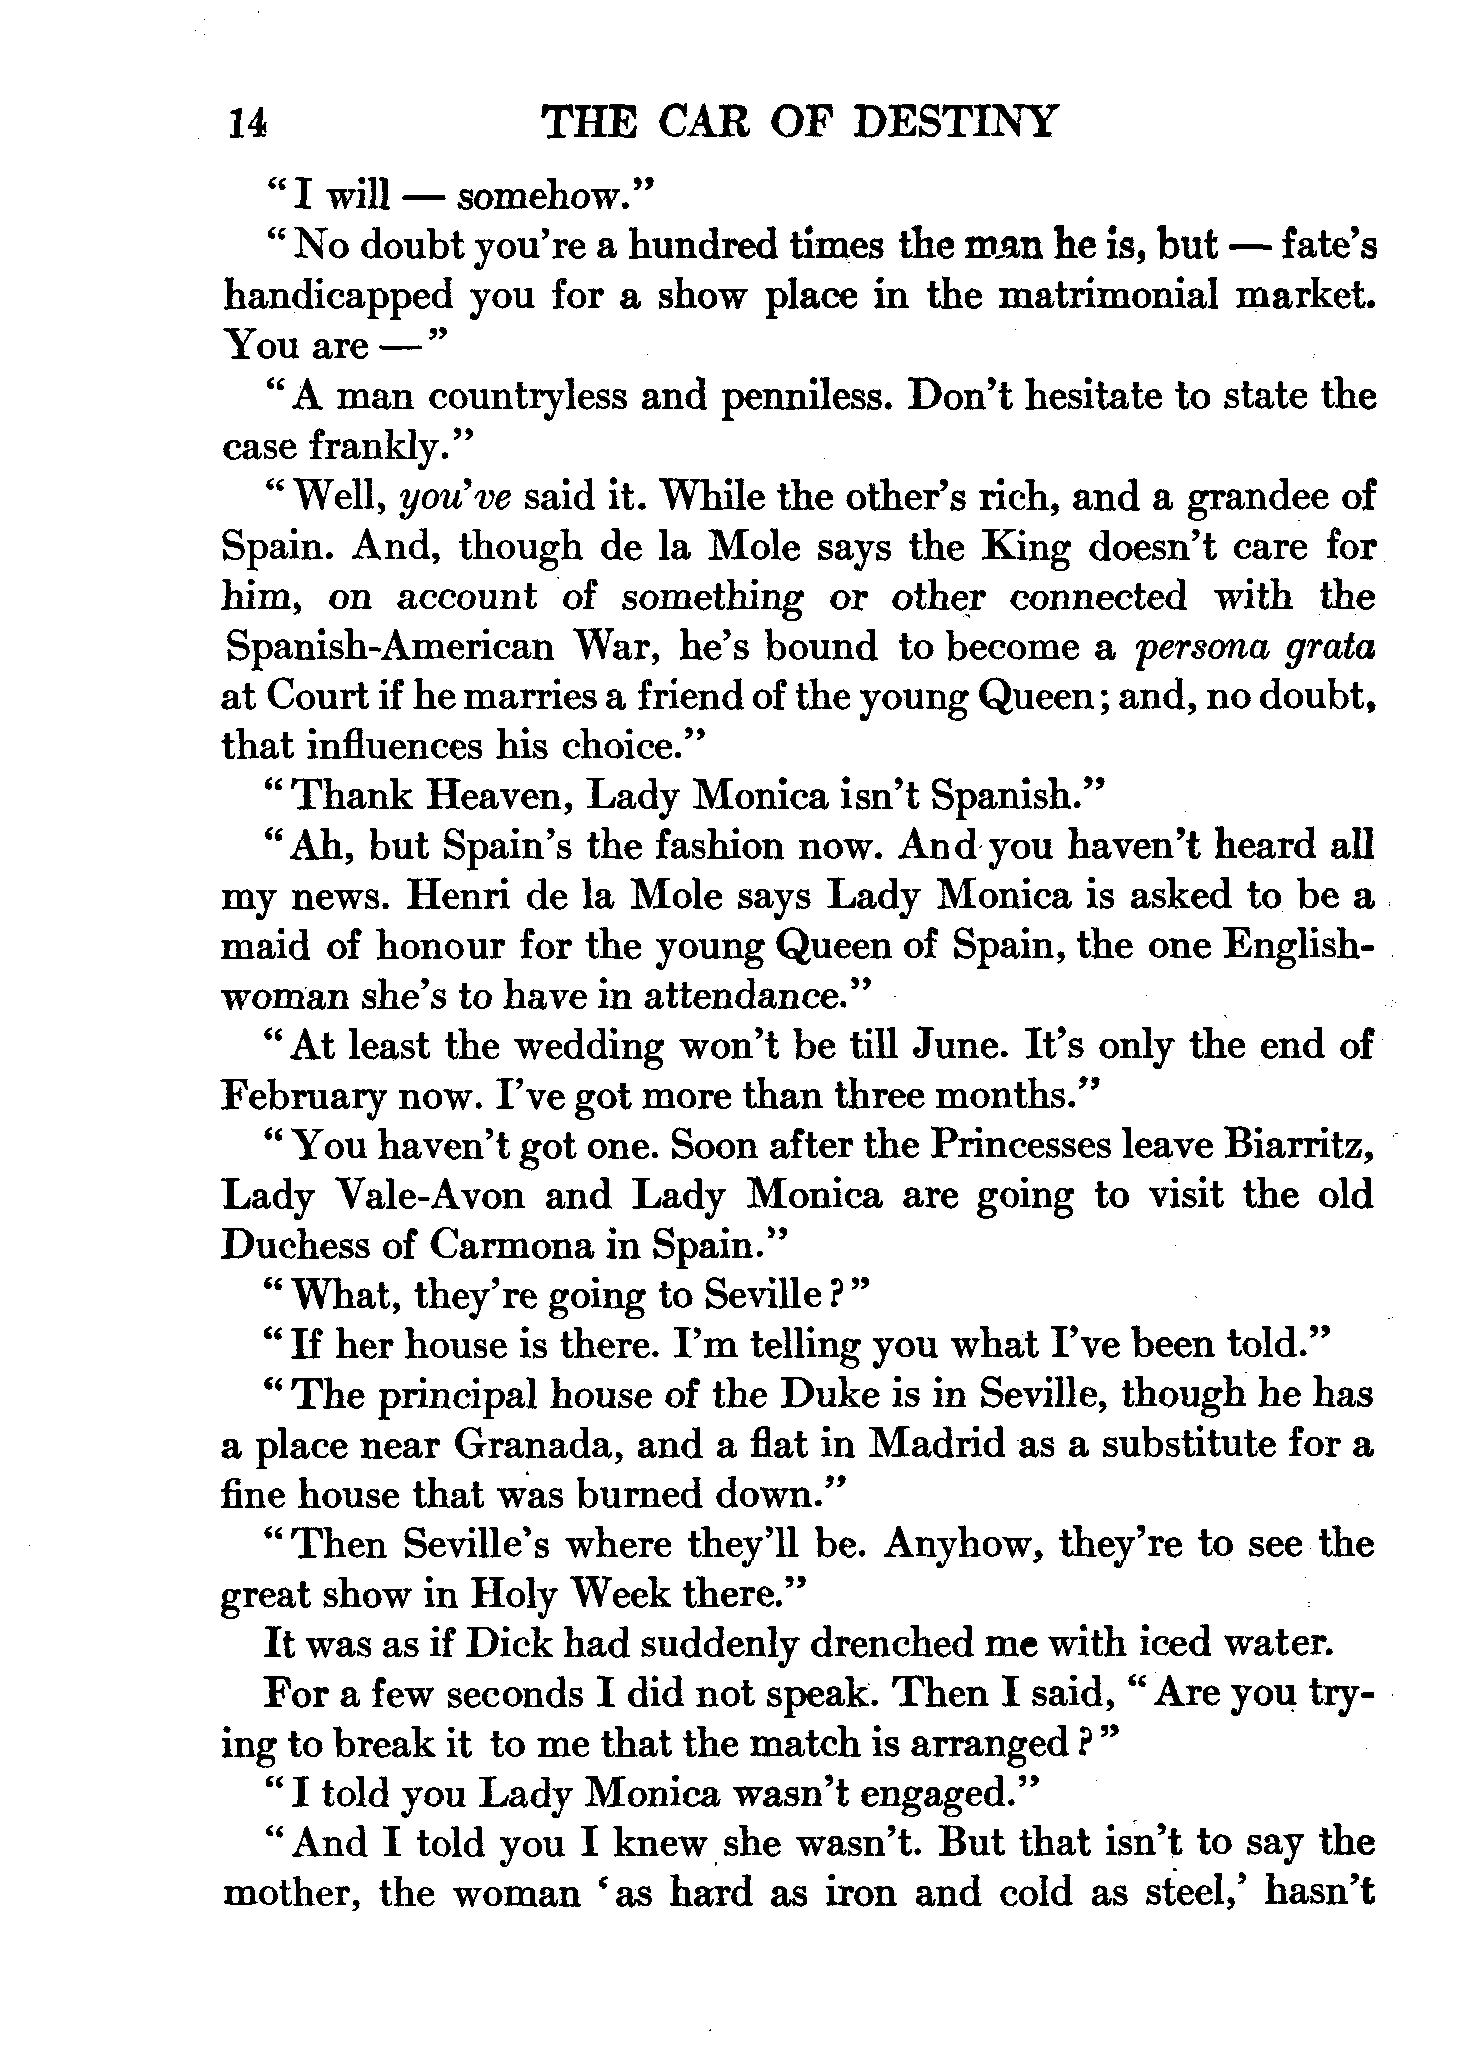 14 THE CAR OF DESTINY
"I will — somehow."
"No doubt you're a hundred times the man he is, but — fate's
handicapped you for a show place in the matrimonial market.
You are —"
"A man countryless and penniless. Don't hesitate to state the
case frankly."
"Well, you've said it. While the other's rich, and a grandee of
Spain. And, though de la Mole says the King doesn't care for
him, on account of something or other connected with the
Spanish-American War, he's bound to become a persona grata
at Court if he marries a friend of the young Queen; and, no doubt,
that influences his choice."
"Thank Heaven, Lady Monica isn't Spanish."
"Ah, but Spain's the fashion now. And you haven't heard all
my news. Henri de la Mole says Lady Monica is asked to be a
maid of honour for the young Queen of Spain, the one English-
woman she's to have in attendance."
"At least the wedding won't be till June. It's only the end of
February now. I've got more than three months."
"You haven't got one. Soon after the Princesses leave Biarritz,
Lady Vale-Avon and Lady Monica are going to visit the old
Duchess of Carmona in Spain."
"What, they're going to Seville?"
"If her house is there. I'm telling you what I've been told."
"The principal house of the Duke is in Seville, though he has
a place near Granada, and a flat in Madrid as a substitute for a
fine house that was burned down."
"Then Seville's where they'll be. Anyhow, they're to see the
great show in Holy Week there."
It was as if Dick had suddenly drenched me with iced water.
For a few seconds I did not speak. Then I said, "Are you try-
ing to break it to me that the match is arranged?"
"I told you Lady Monica wasn't engaged."
"And I told you I knew she wasn't. But that isn't to say the
mother, the woman 'as hard as iron and cold as steel,' hasn't